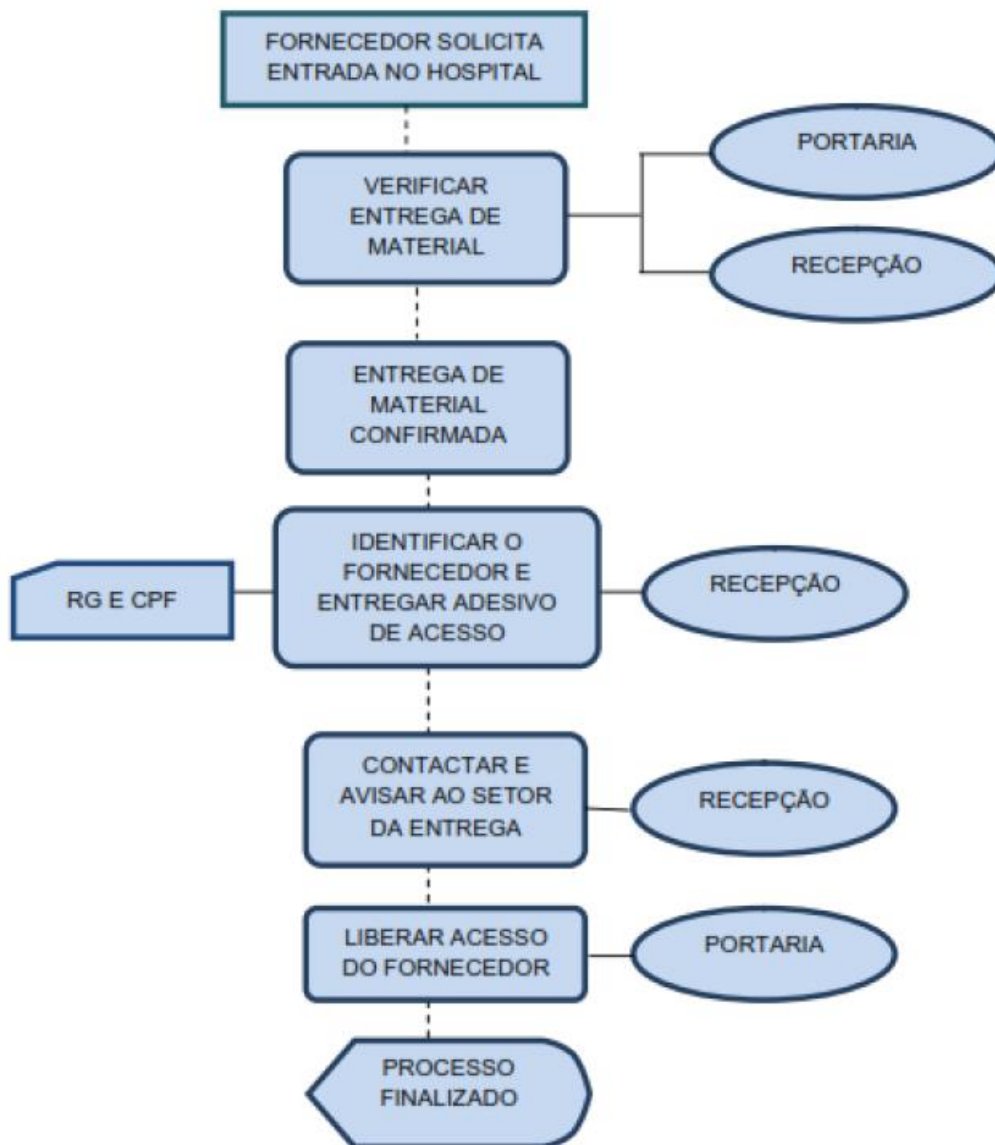 FORNECEDOR SOLICITA
ENTRADA NO HOSPITAL
VERIFICAR
ENTREGA DE
MATERIAL
PORTARIA
RECEPÇÃO
ENTREGA DE
MATERIAL
CONFIRMADA
RG E CPF
IDENTIFICAR O
FORNECEDOR E
ENTREGAR ADESIVO
DE ACESSO
RECEPÇÃO
CONTACTAR E
AVISAR AO SETOR
DA ENTREGA
RECEPÇÃO
LIBERAR ACESSO
DO FORNECEDOR
PORTARIA
PROCESSO
FINALIZADO